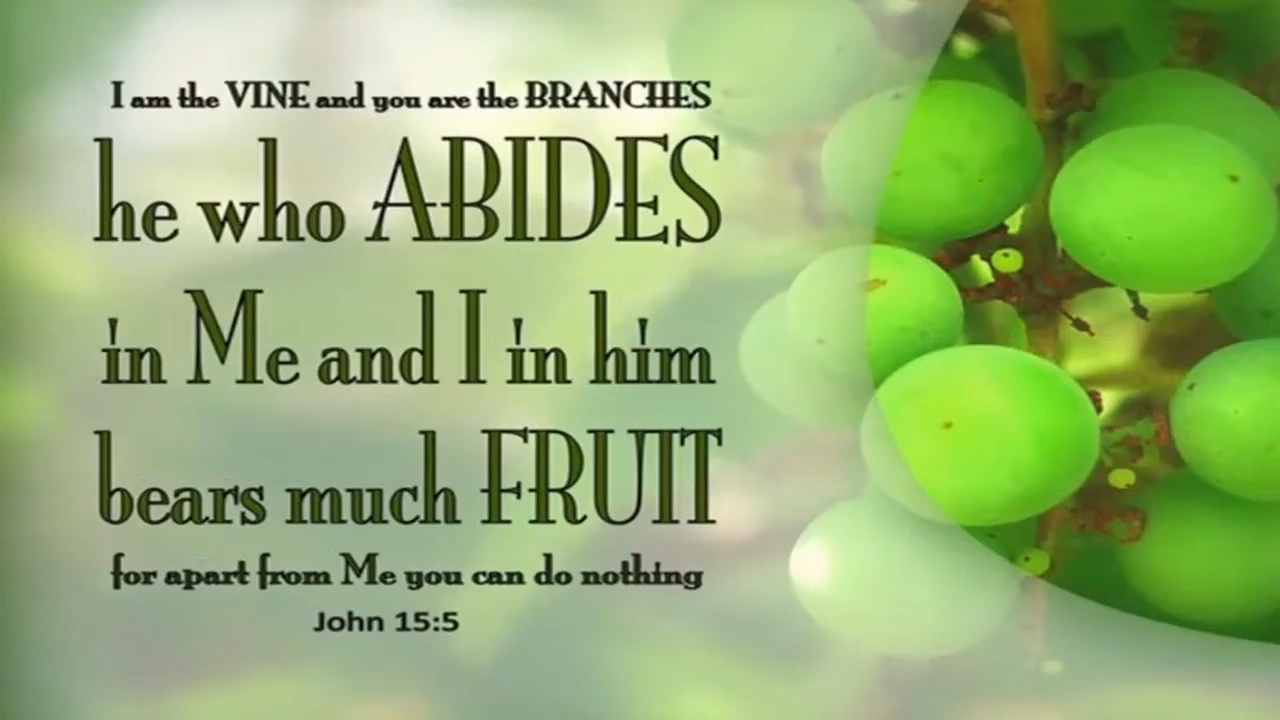 I am the VINE and you are the BRANCHES
he who ABIDES
in Me and I in him
bears much FRUIT
for apart from Me you can do nothing
John 15:5